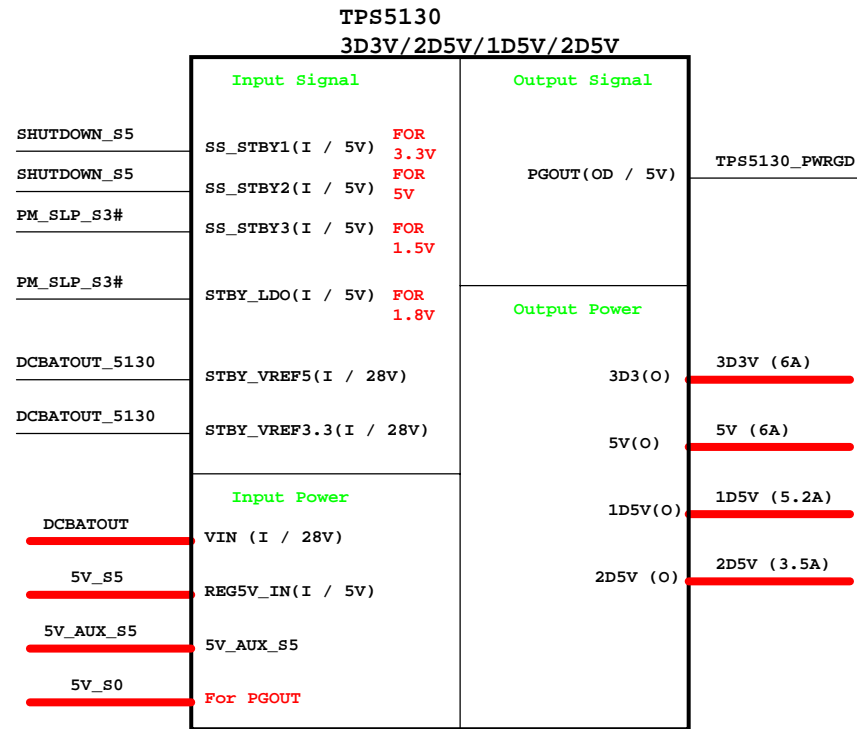 TPS5130
3D3V/2D5V/1D5V/2D5V
Input Signal
Output Signal
SHUTDOWN_S5
SS_STBY1(I / 5V)
FOR
3.3V
SHUTDOWN_S5
SS_STBY2(I / 5V)
FOR
5V
PGOUT(OD / 5V)
TPS5130_PWRGD
PM_SLP_S3#
SS_STBY3(I / 5V)
FOR
1.5V
PM_SLP_S3#
STBY_LDO(I / 5V)
FOR
1.8V
Output Power
DCBATOUT_5130
STBY_VREF5(I / 28V)
3D3(O)
3D3V (6A)
DCBATOUT_5130
STBY_VREF3.3(I / 28V)
5V(O)
5V (6A)
Input Power
1D5V(O)
1D5V (5.2A)
DCBATOUT
VIN (I / 28V)
2D5V (O)
2D5V (3.5A)
5V_S5
REG5V_IN(I / 5V)
5V_AUX_S5
5V_AUX_S5
5V_S0
For PGOUT